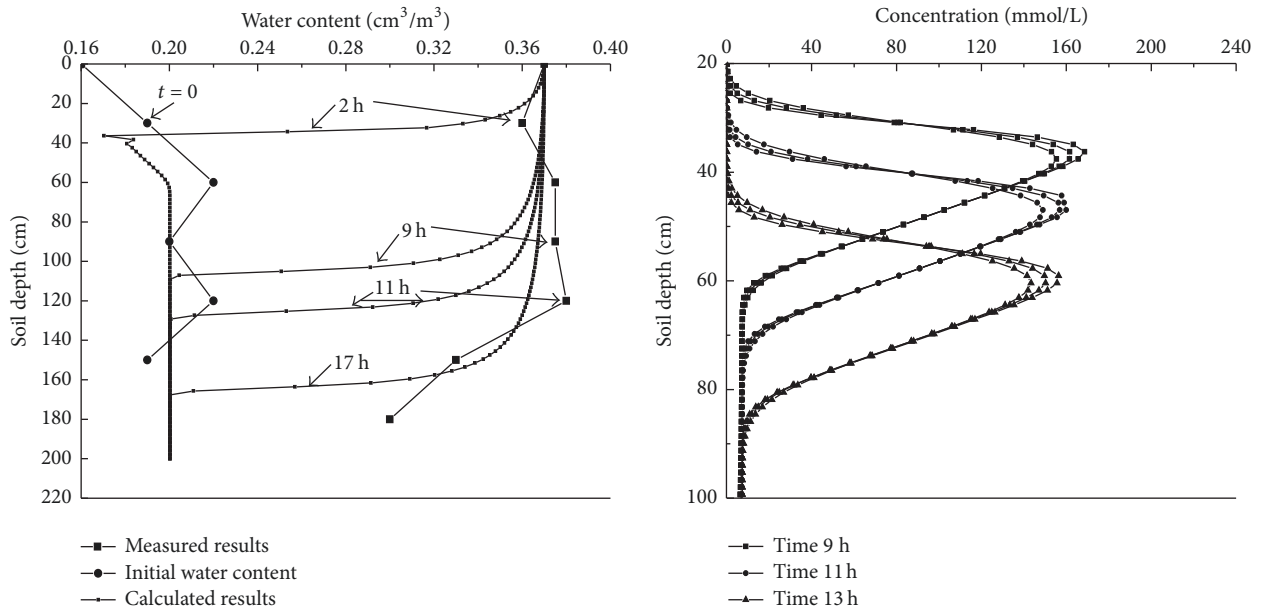 Water content (cm³/m³)
0.16 0.20 0.24 0.28 0.32 0.36 0.40
0
20
40
60
80
100
120
140
160
180
200
220
Soil depth (cm)
t = 0
2 h
9 h
11 h
17 h
Measured results
Initial water content
Calculated results
Concentration (mmol/L)
0 40 80 120 160 200 240
20
40
60
80
100
Soil depth (cm)
Time 9 h
Time 11 h
Time 13 h